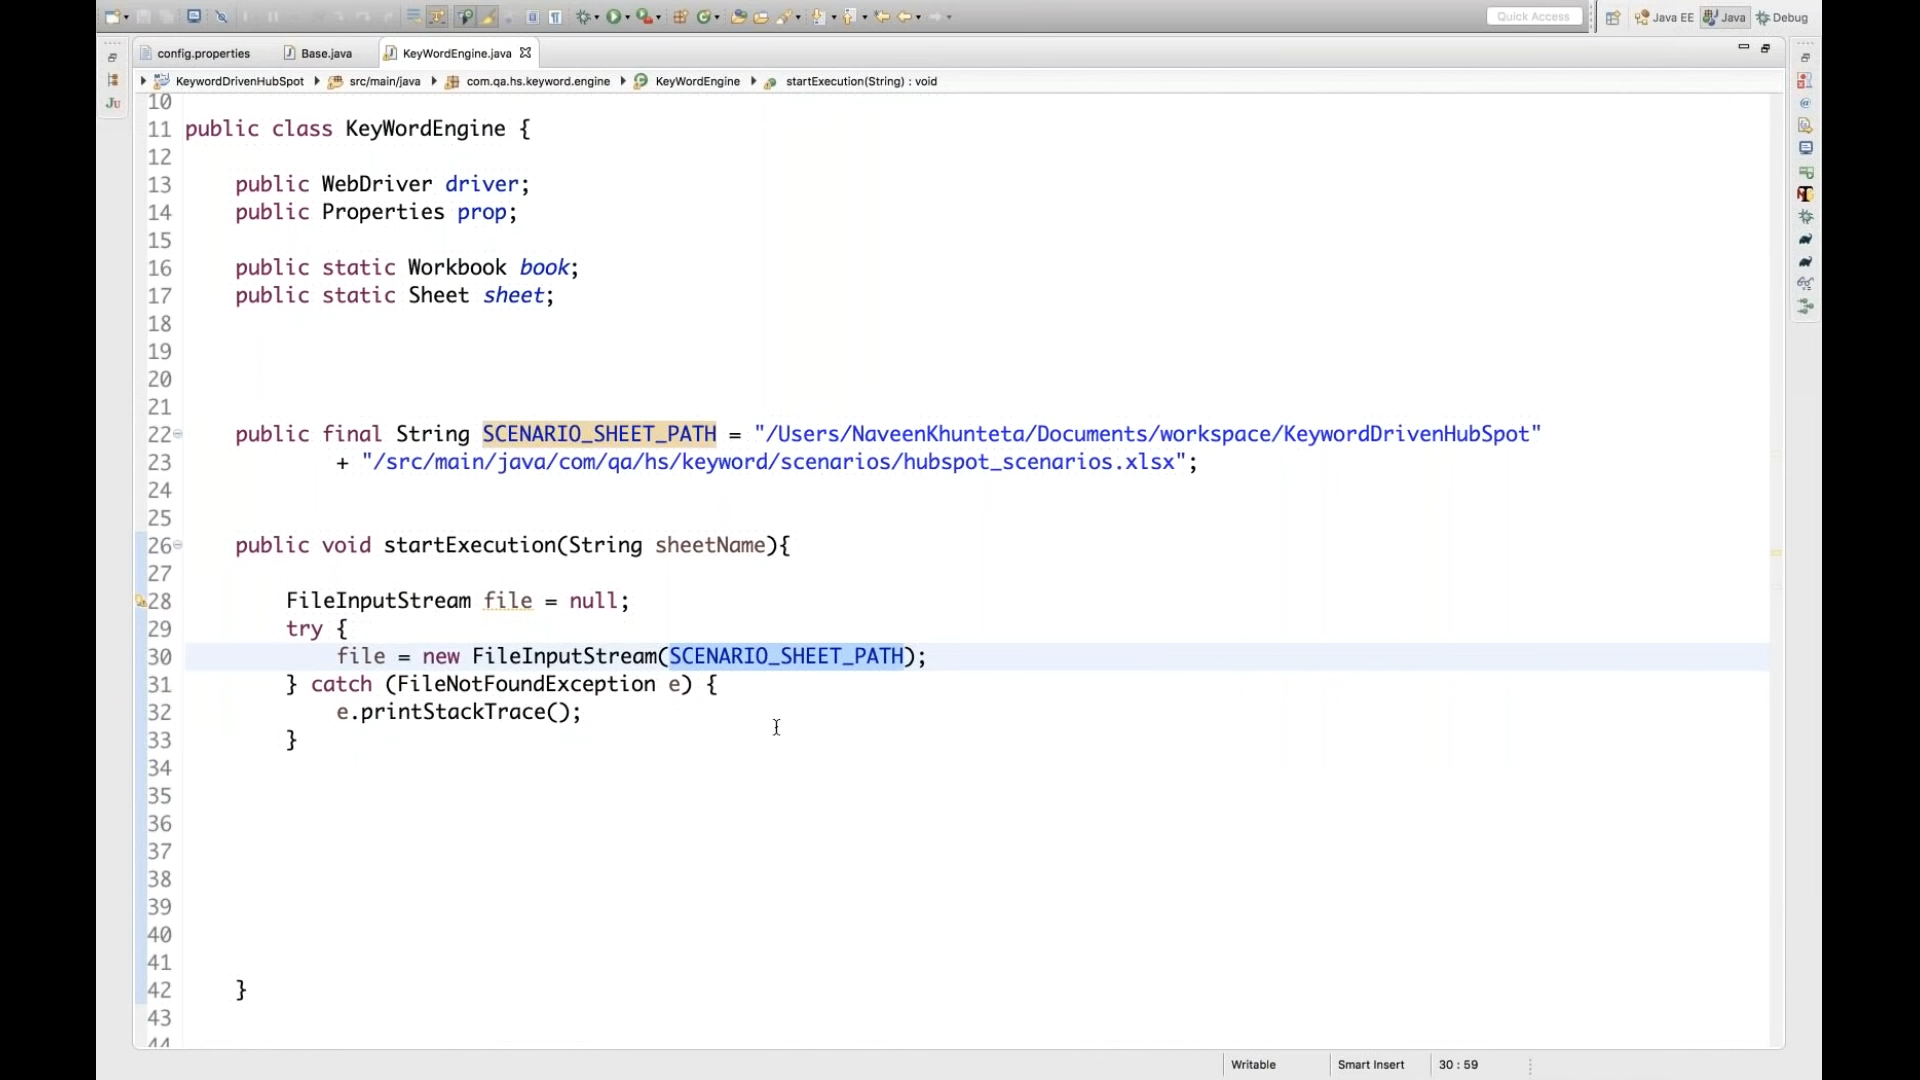 Quick Access
Java EE
Java
Debug
config.properties
Base.java
KeyWordEngine.java
KeywordDrivenHubSpot
src/main/java
com.qa.hs.keyword.engine
KeyWordEngine
startExecution(String) : void
Ju
10
11 public class KeyWordEngine {
12
13 public WebDriver driver;
14 public Properties prop;
15
16 public static Workbook book;
17 public static Sheet sheet;
18
19
20
21
22 public final String SCENARIO_SHEET_PATH = "/Users/NaveenKhunteta/Documents/workspace/KeywordDrivenHubSpot"
23 + "/src/main/java/com/qa/hs/keyword/scenarios/hubspot_scenarios.xlsx";
24
25
26 public void startExecution(String sheetName){
27
28 FileInputStream file = null;
29 try {
30 file = new FileInputStream(SCENARIO_SHEET_PATH);
31 } catch (FileNotFoundException e) {
32 e.printStackTrace();
33 }
34
35
36
37
38
39
40
41
42 }
43
44
Writable
Smart Insert
30 : 59